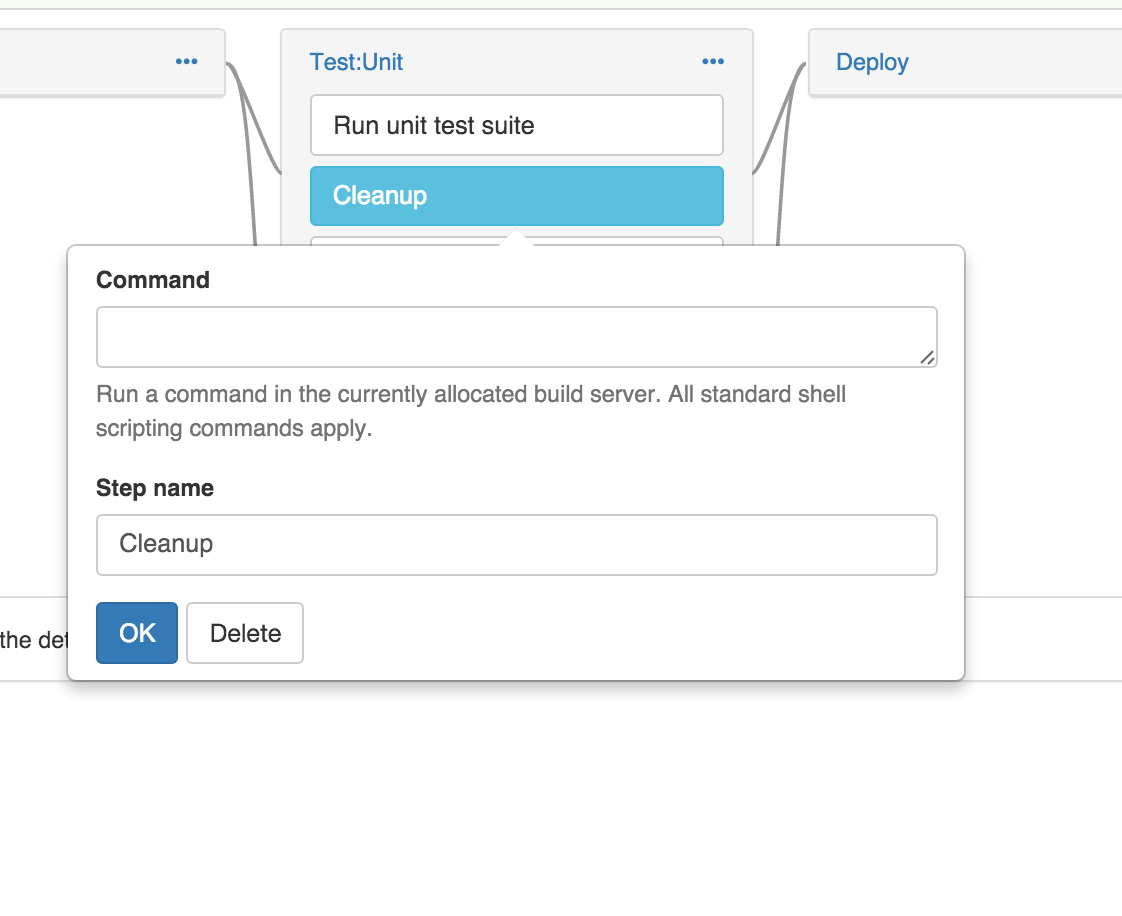 ••• Test:Unit ••• Deploy
Run unit test suite
Cleanup
Command
Run a command in the currently allocated build server. All standard shell
scripting commands apply.
Step name
Cleanup
OK Delete
the